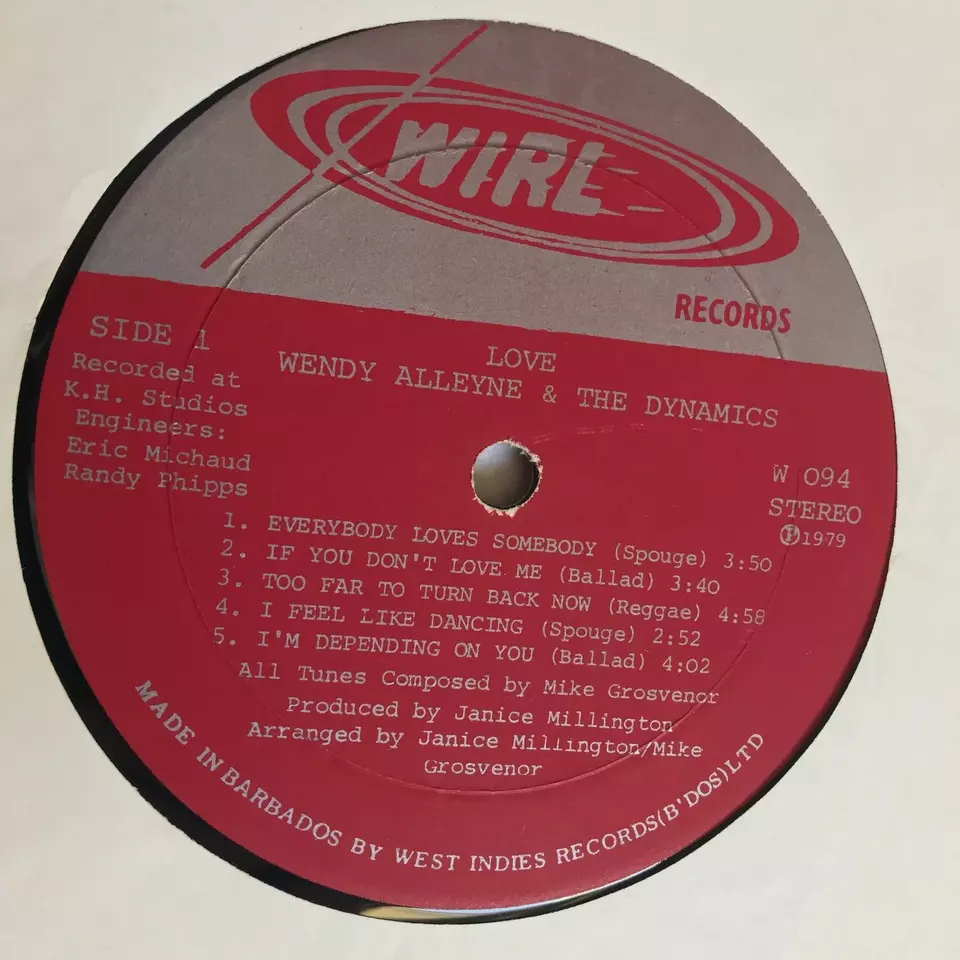 WIRE
RECORDS
SIDE 1
Recorded at
K.H. Studios
Engineers:
Eric Michaud
Randy Phipps
LOVE
WENDY ALLEYNE & THE DYNAMICS
W 094
STEREO
Ⓟ1979
1. EVERYBODY LOVES SOMEBODY (Spouge) 3:50
2. IF YOU DON'T LOVE ME (Ballad) 3:40
3. TOO FAR TO TURN BACK NOW (Reggae) 4:58
4. I FEEL LIKE DANCING (Spouge) 2:52
5. I'M DEPENDING ON YOU (Ballad) 4:02
All Tunes Composed by Mike Grosvenor
Produced by Janice Millington
Arranged by Janice Millington/Mike
Grosvenor
MADE IN BARBADOS BY WEST INDIES RECORDS(B'DOS)LTD